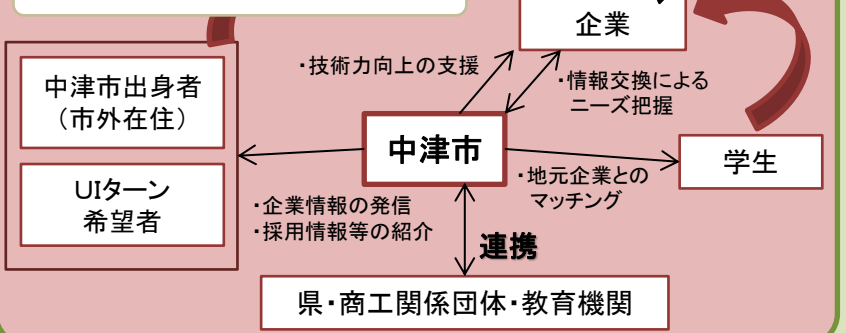 企業
・技術力向上の支援
・情報交換による
ニーズ把握
中津市出身者
（市外在住）
中津市
学生
UIターン
希望者
・地元企業との
マッチング
・企業情報の発信
・採用情報等の紹介
連携
県・商工関係団体・教育機関